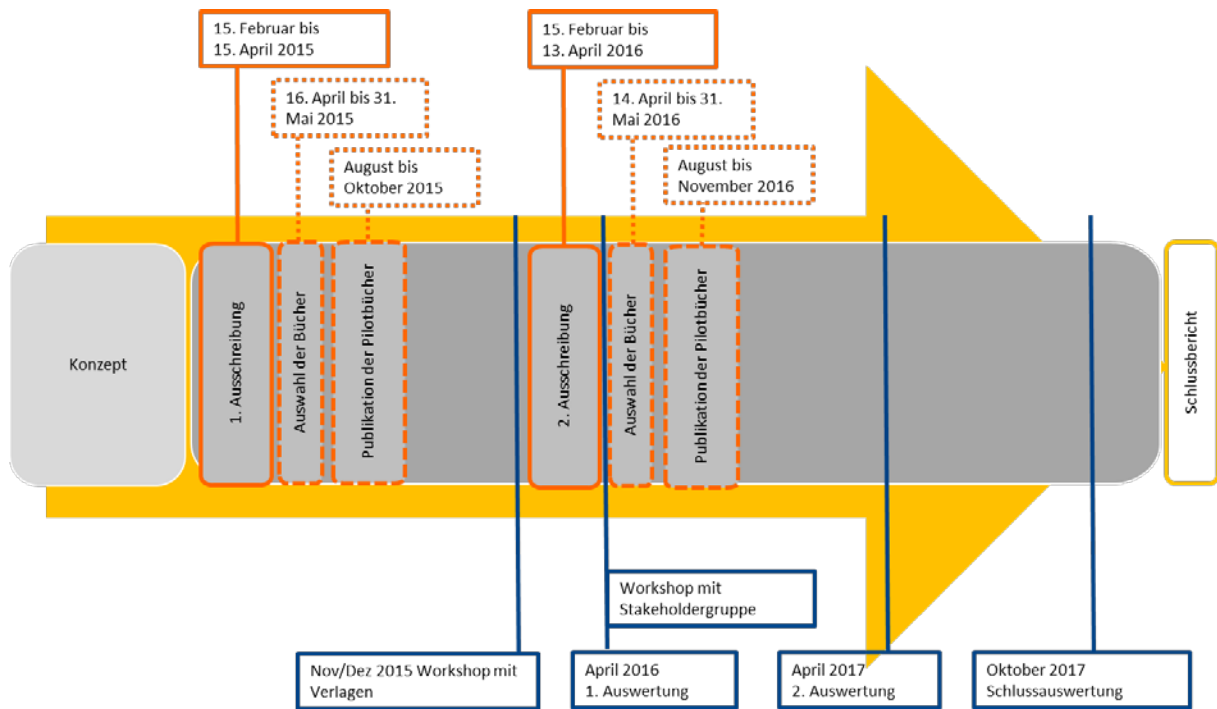 15. Februar bis
15. April 2015
15. Februar bis
13. April 2016
16. April bis 31.
Mai 2015
14. April bis 31.
Mai 2016
August bis
Oktober 2015
August bis
November 2016
Konzept
1. Ausschreibung
Auswahl der Bücher
Publikation der Pilotbücher
2. Ausschreibung
Auswahl der Bücher
Publikation der Pilotbücher
Schlussbericht
Workshop mit
Stakeholdergruppe
Nov/Dez 2015 Workshop mit
Verlagen
April 2016
1. Auswertung
April 2017
2. Auswertung
Oktober 2017
Schlussauswertung